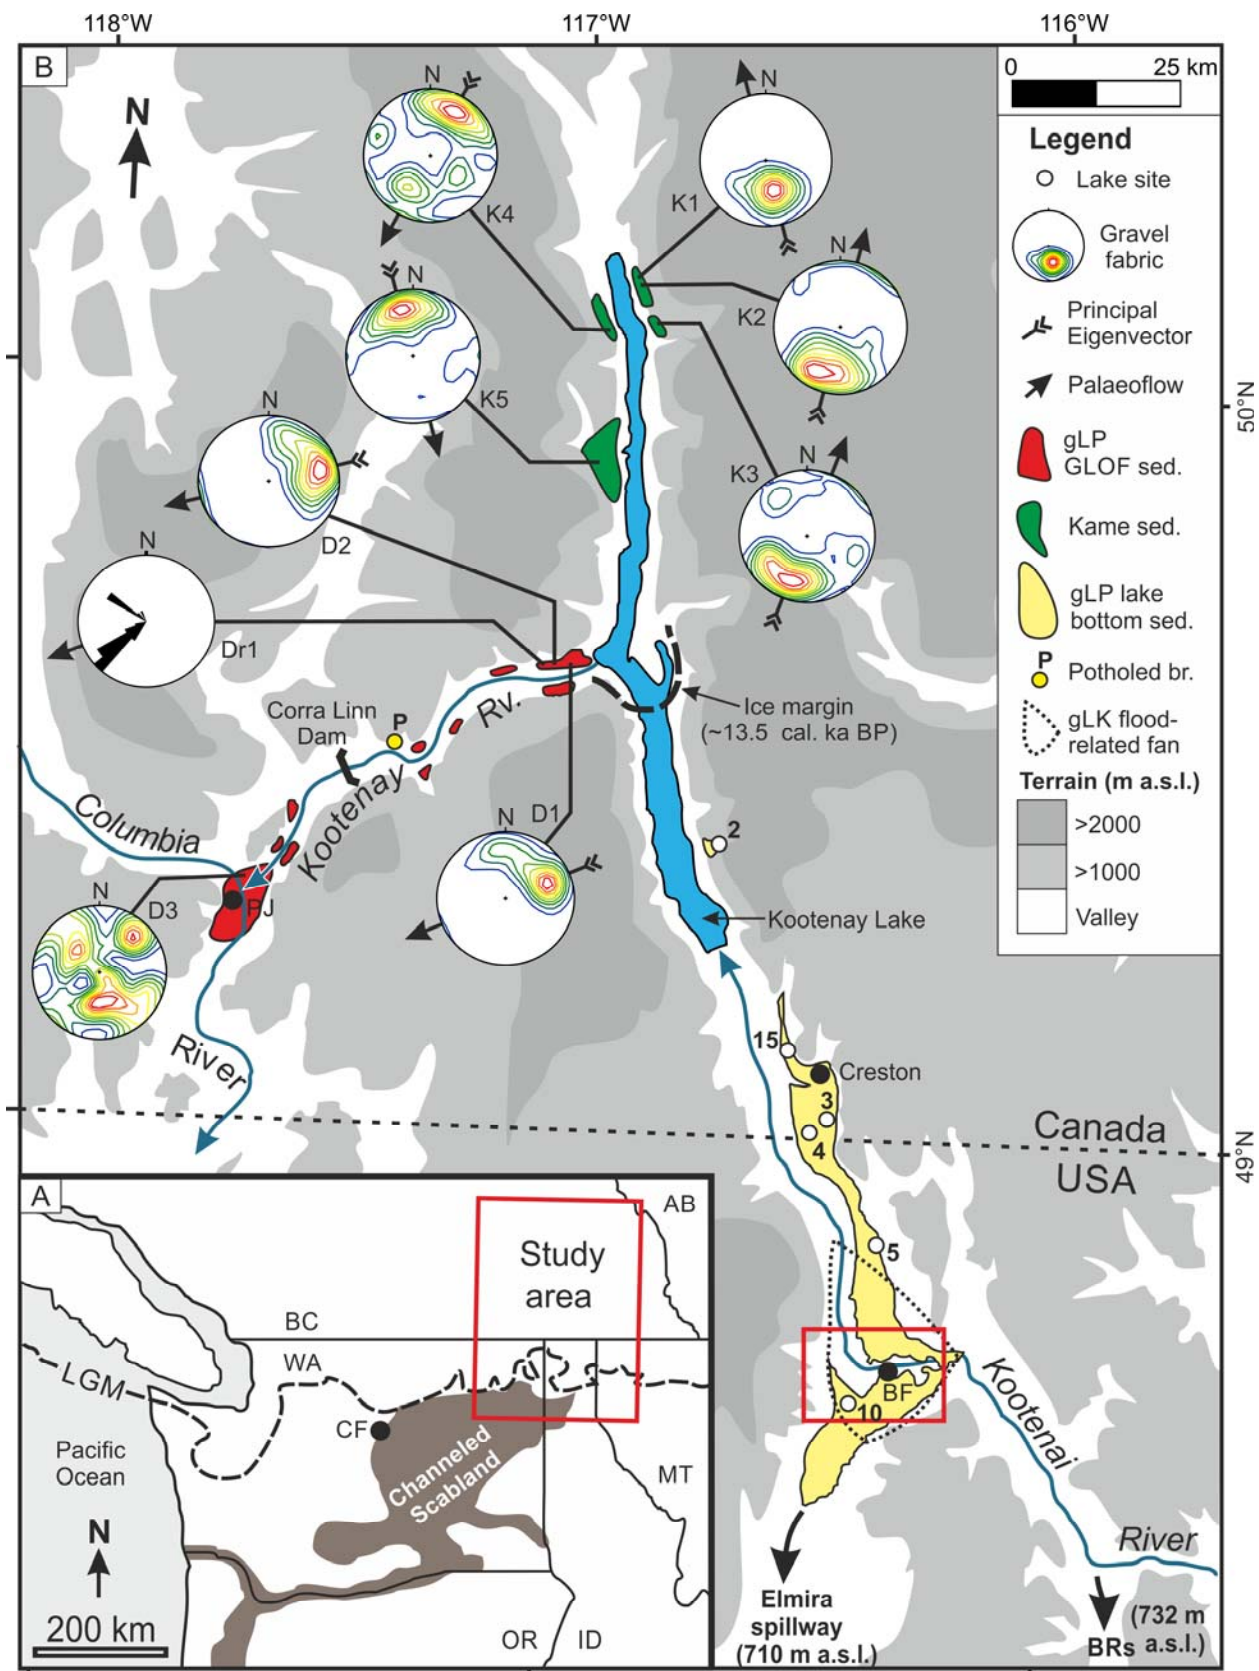 118°W
117°W
116°W
B
N
0
25 km
Legend
Lake site
Gravel
fabric
Principal
Eigenvector
Palaeoflow
gLP
GLOF sed.
Kame sed.
gLP lake
bottom sed.
P
Potholed br.
gLK flood-
related fan
Terrain (m a.s.l.)
>2000
>1000
Valley
N
K4
N
K1
N
K2
N
K5
N
K3
N
D2
N
Dr1
N
D1
N
D3
50°N
49°N
Ice margin
(~13.5 cal. ka BP)
Corra Linn
Dam
P
Kootenay
Rv.
Columbia
River
PJ
2
Kootenay Lake
15
Creston
3
4
Canada
USA
5
BF
10
Kootenai
River
Elmira
spillway
(710 m a.s.l.)
(732 m
a.s.l.)
BRs
A
AB
Study
area
BC
WA
LGM
CF
Pacific
Ocean
Channeled
Scabland
MT
N
200 km
OR
ID